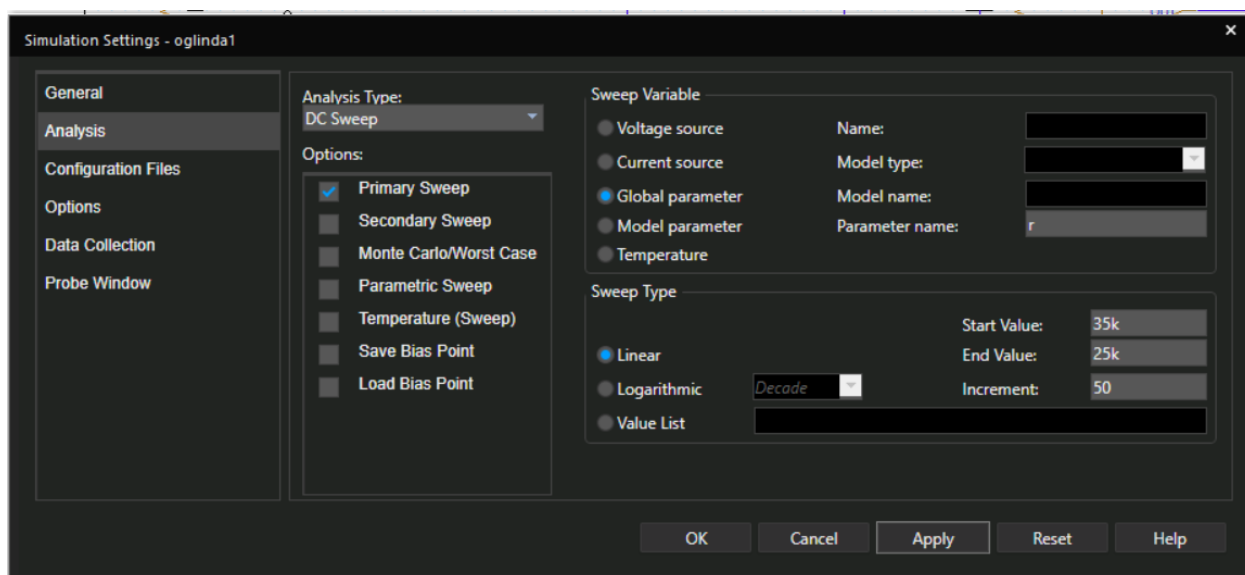 Simulation Settings - oglinda1
×
General
Analysis
Configuration Files
Options
Data Collection
Probe Window
Analysis Type:
DC Sweep
Options:
Primary Sweep
Secondary Sweep
Monte Carlo/Worst Case
Parametric Sweep
Temperature (Sweep)
Save Bias Point
Load Bias Point
Sweep Variable
Voltage source
Name:
Current source
Model type:
Global parameter
Model name:
Model parameter
Parameter name: r
Temperature
Sweep Type
Start Value: 35k
Linear
End Value: 25k
Logarithmic
Decade
Increment: 50
Value List
OK
Cancel
Apply
Reset
Help